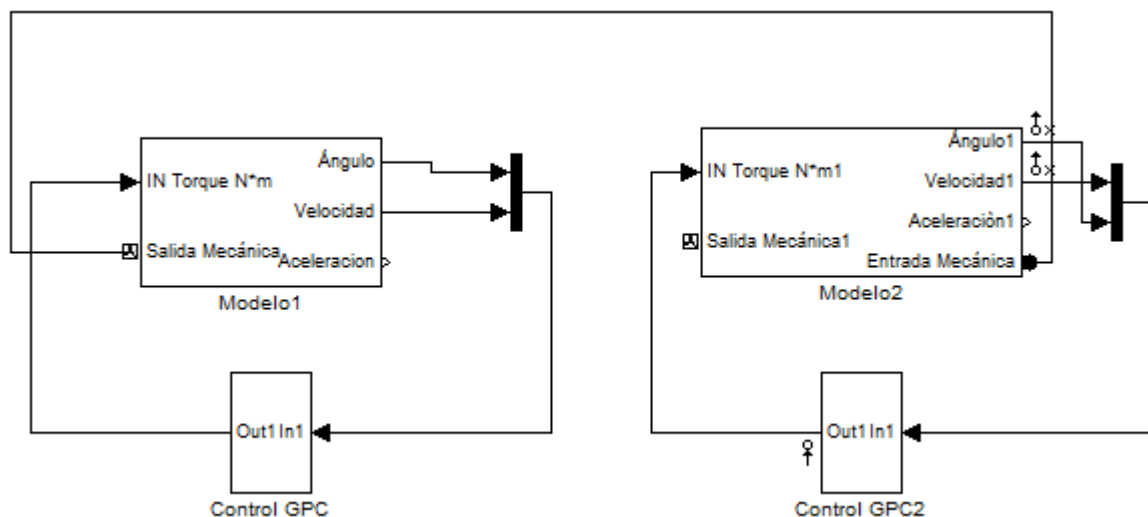 IN Torque N*m
Ángulo
Velocidad
Salida Mecánica
Aceleracion
Modelo1
Out1 In1
Control GPC
IN Torque N*m1
Ángulo1
Velocidad1
Aceleraciòn1
Salida Mecánica1
Entrada Mecánica
Modelo2
Out1 In1
Control GPC2